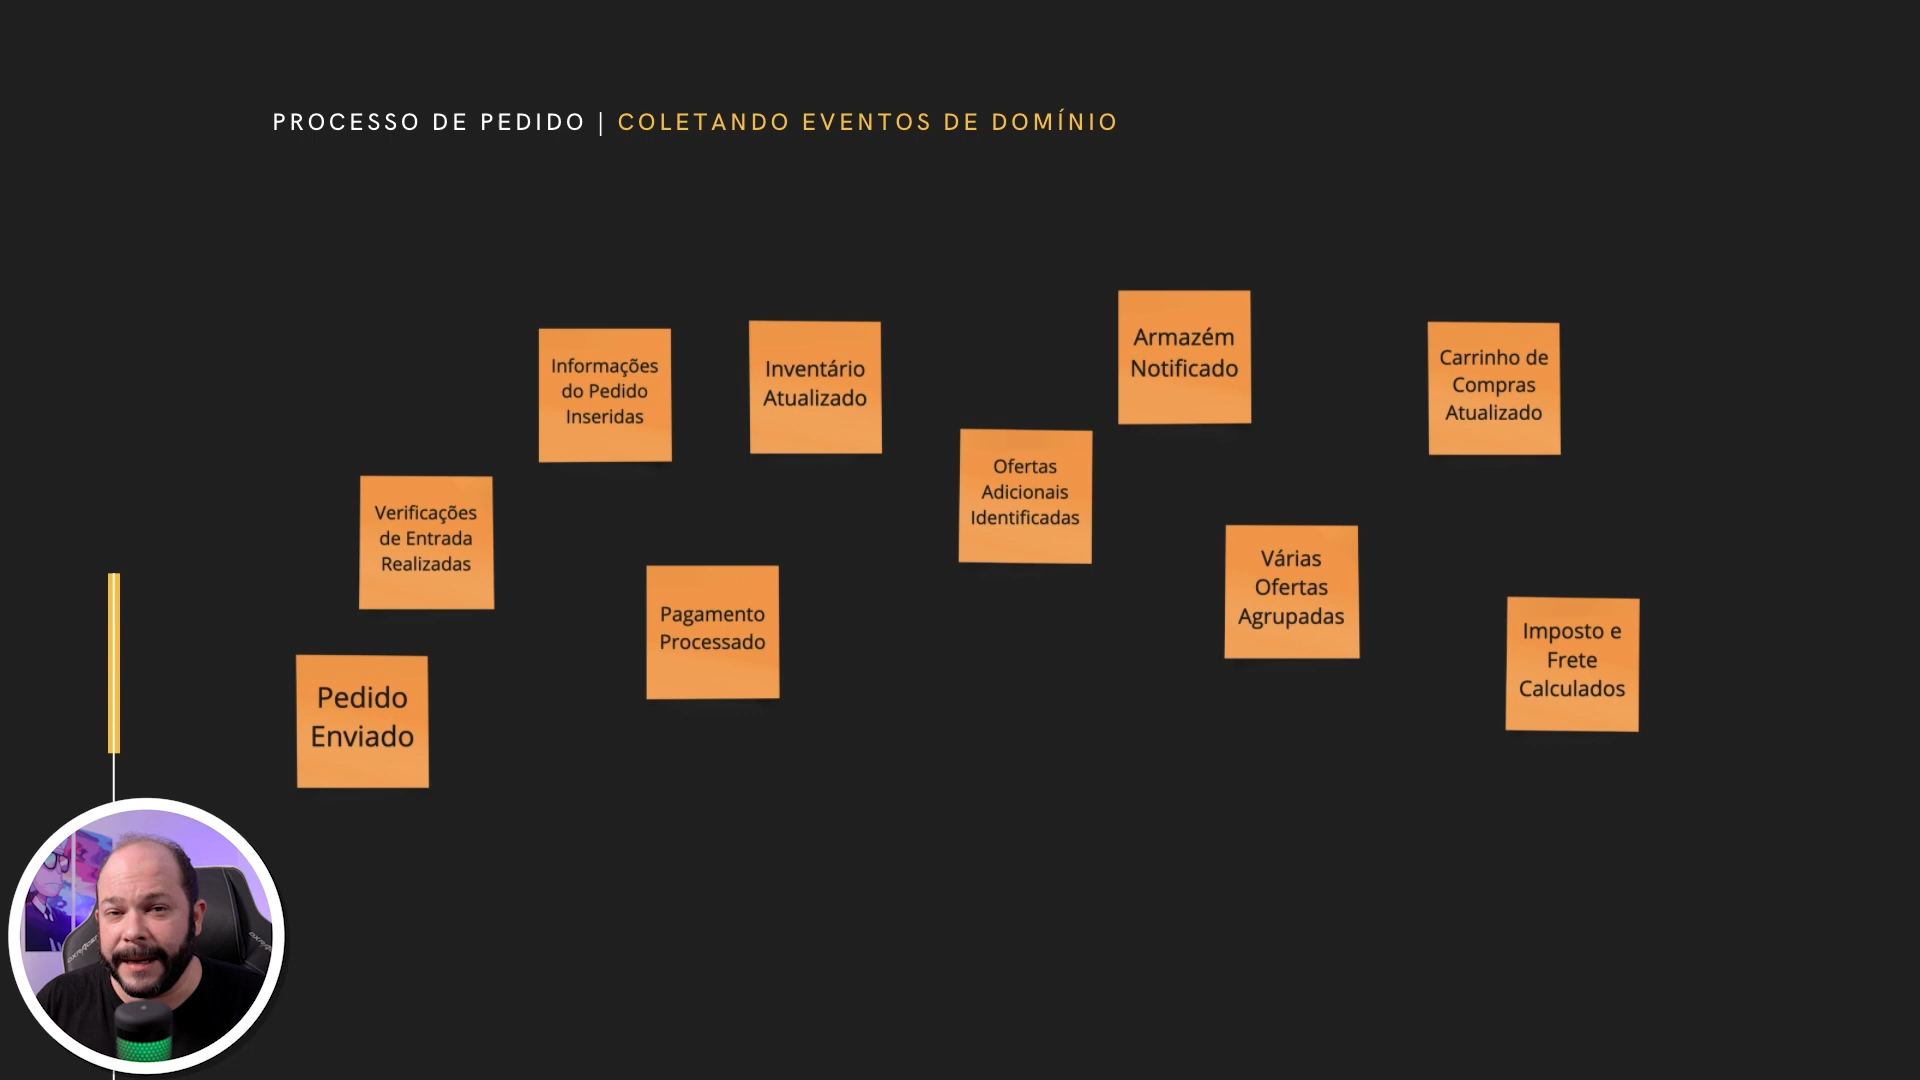 PROCESSO DE PEDIDO | COLETANDO EVENTOS DE DOMÍNIO
Informações
do Pedido
Inseridas
Inventário
Atualizado
Armazém
Notificado
Carrinho de
Compras
Atualizado
Verificações
de Entrada
Realizadas
Ofertas
Adicionais
Identificadas
Pagamento
Processado
Várias
Ofertas
Agrupadas
Imposto e
Frete
Calculados
Pedido
Enviado